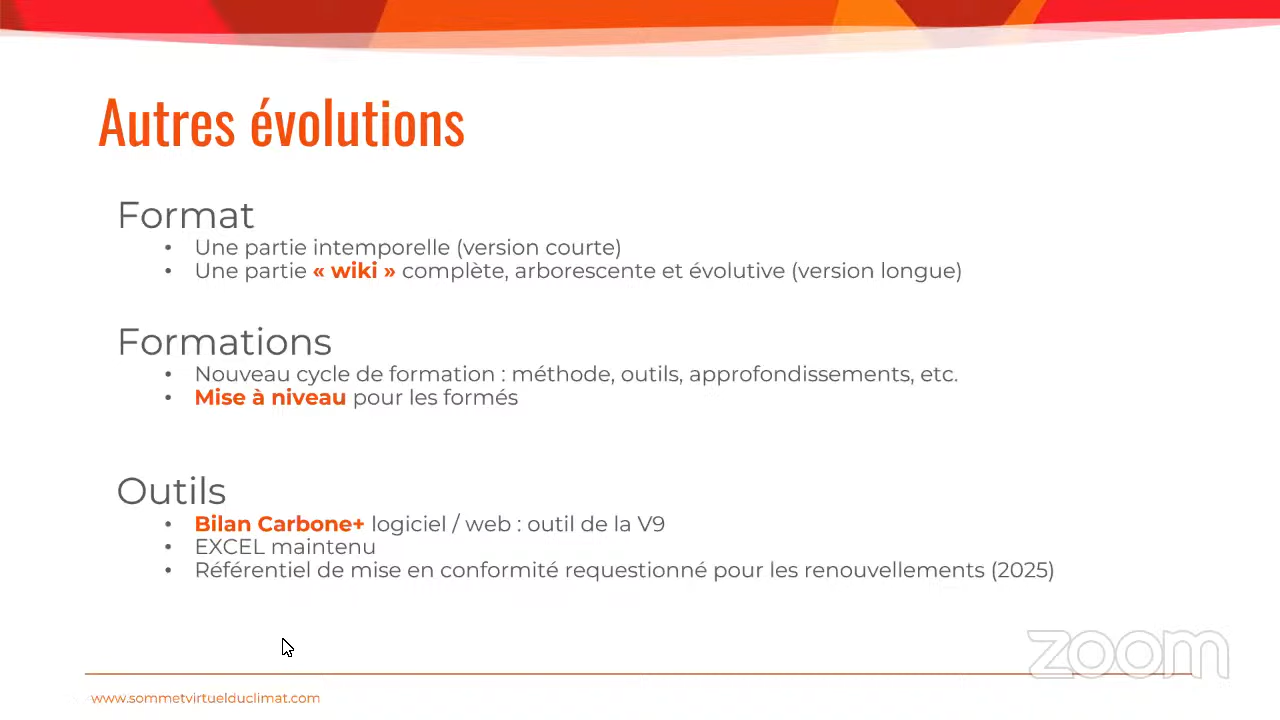 Autres évolutions
Format
• Une partie intemporelle (version courte)
• Une partie « wiki » complète, arborescente et évolutive (version longue)
Formations
• Nouveau cycle de formation : méthode, outils, approfondissements, etc.
• Mise à niveau pour les formés
Outils
• Bilan Carbone+ logiciel / web : outil de la V9
• EXCEL maintenu
• Référentiel de mise en conformité requestionné pour les renouvellements (2025)
zoom
www.sommetvirtuelduclimat.com